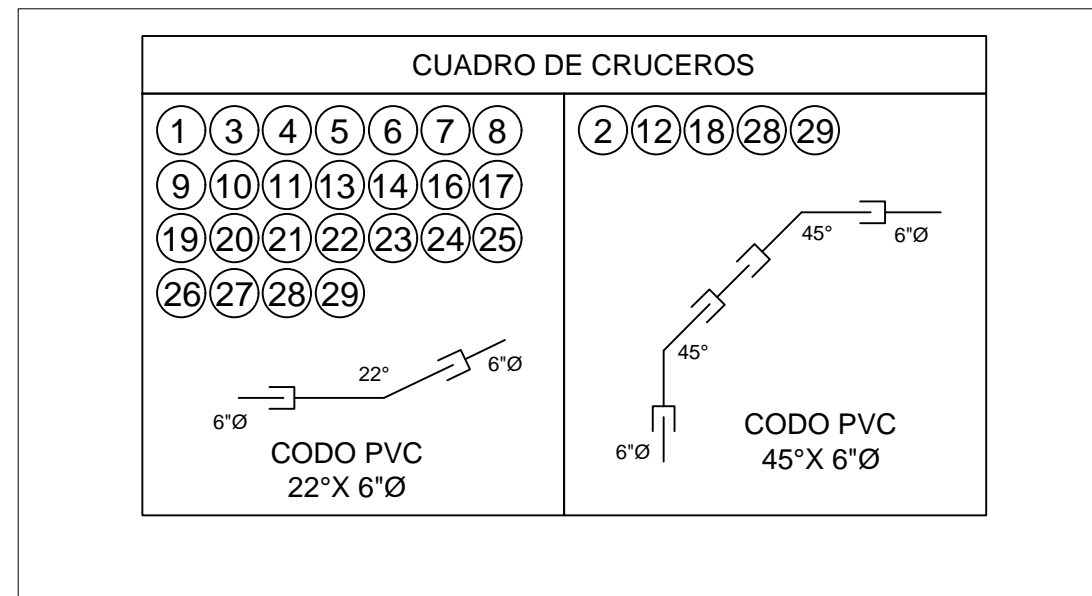 CUADRO DE CRUCEROS
1 3 4 5 6 7 8
9 10 11 13 14 16 17
19 20 21 22 23 24 25
26 27 28 29
22°
6"Ø
6"Ø
CODO PVC
22°X 6"Ø
2 12 18 28 29
45°
6"Ø
45°
6"Ø
CODO PVC
45°X 6"Ø